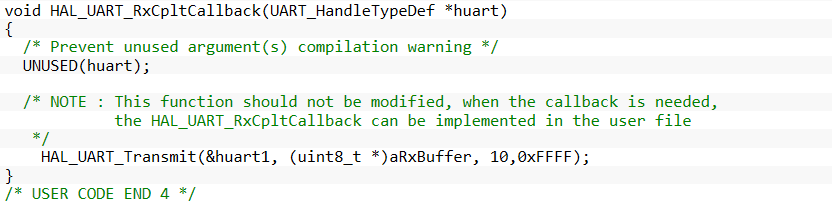 void HAL_UART_RxCpltCallback(UART_HandleTypeDef *huart)
{
  /* Prevent unused argument(s) compilation warning */
  UNUSED(huart);

  /* NOTE : This function should not be modified, when the callback is needed,
            the HAL_UART_RxCpltCallback can be implemented in the user file
   */
    HAL_UART_Transmit(&huart1, (uint8_t *)aRxBuffer, 10,0xFFFF);
}
/* USER CODE END 4 */